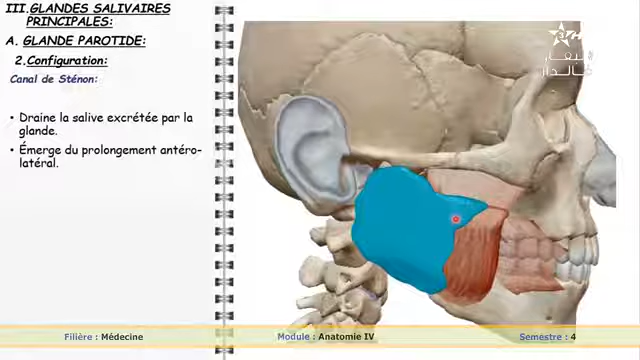 III.GLANDES SALIVAIRES
PRINCIPALES:
A. GLANDE PAROTIDE:
2.Configuration:
Canal de Sténon:
• Draine la salive excrétée par la
glande.
• Émerge du prolongement antéro-
latéral.
Filière : Médecine
Module : Anatomie IV
Semestre : 4